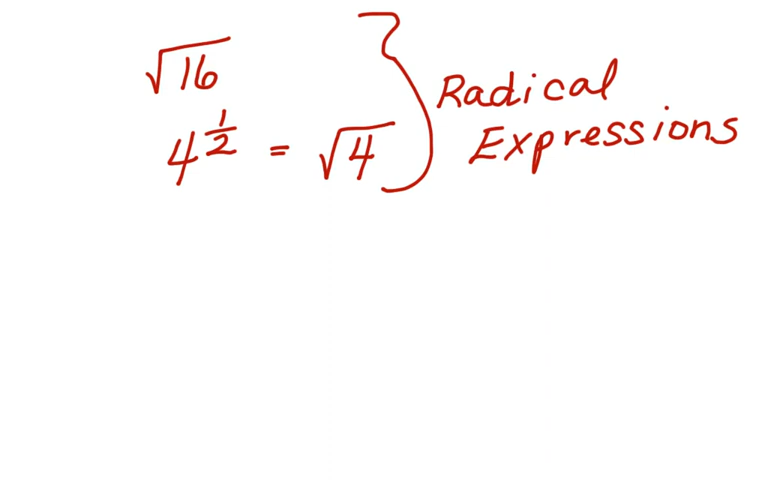 √16
4^(1/2) = √4
Radical
Expressions